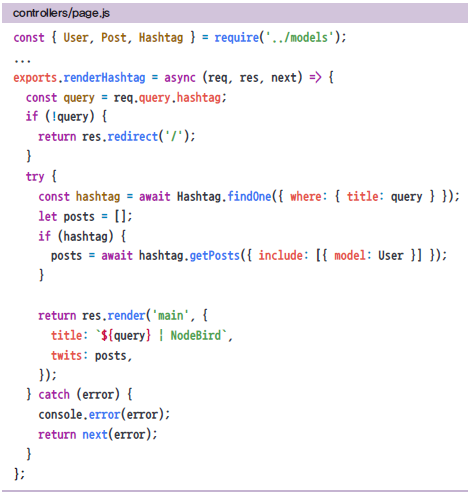 controllers/page.js
const { User, Post, Hashtag } = require('../models');
...
exports.renderHashtag = async (req, res, next) => {
  const query = req.query.hashtag;
  if (!query) {
    return res.redirect('/');
  }
  try {
    const hashtag = await Hashtag.findOne({ where: { title: query } });
    let posts = [];
    if (hashtag) {
      posts = await hashtag.getPosts({ include: [{ model: User }] });
    }

    return res.render('main', {
      title: `${query} | NodeBird`,
      twits: posts,
    });
  } catch (error) {
    console.error(error);
    return next(error);
  }
};